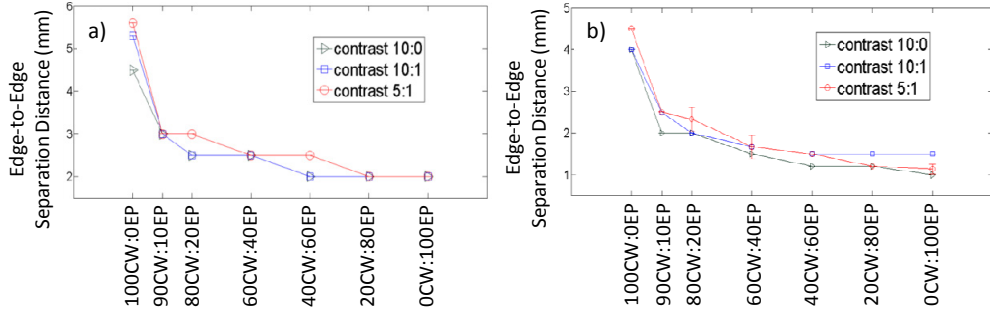 a)
Edge-to-Edge
Separation Distance (mm)
6
5
4
3
2
contrast 10:0
contrast 10:1
contrast 5:1
100CW:0EP
90CW:10EP
80CW:20EP
60CW:40EP
40CW:60EP
20CW:80EP
0CW:100EP
b)
Edge-to-Edge
Separation Distance (mm)
5
4
3
2
1
contrast 10:0
contrast 10:1
contrast 5:1
100CW:0EP
90CW:10EP
80CW:20EP
60CW:40EP
40CW:60EP
20CW:80EP
0CW:100EP